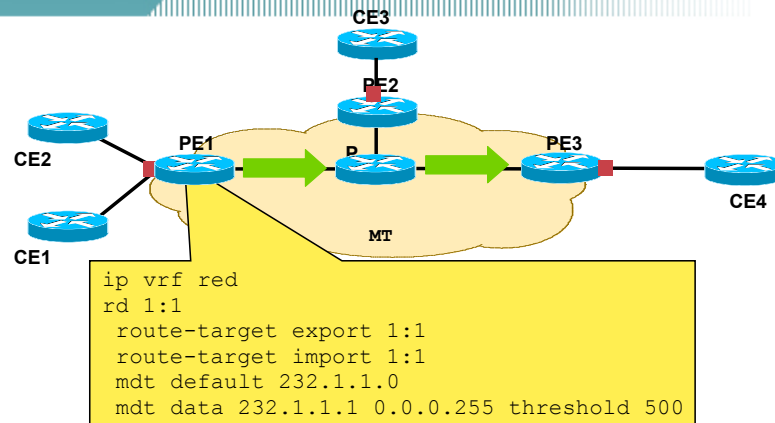 CE3
PE2
CE2
PE1
P
PE3
CE4
CE1
MT
ip vrf red
rd 1:1
route-target export 1:1
route-target import 1:1
mdt default 232.1.1.0
mdt data 232.1.1.1 0.0.0.255 threshold 500